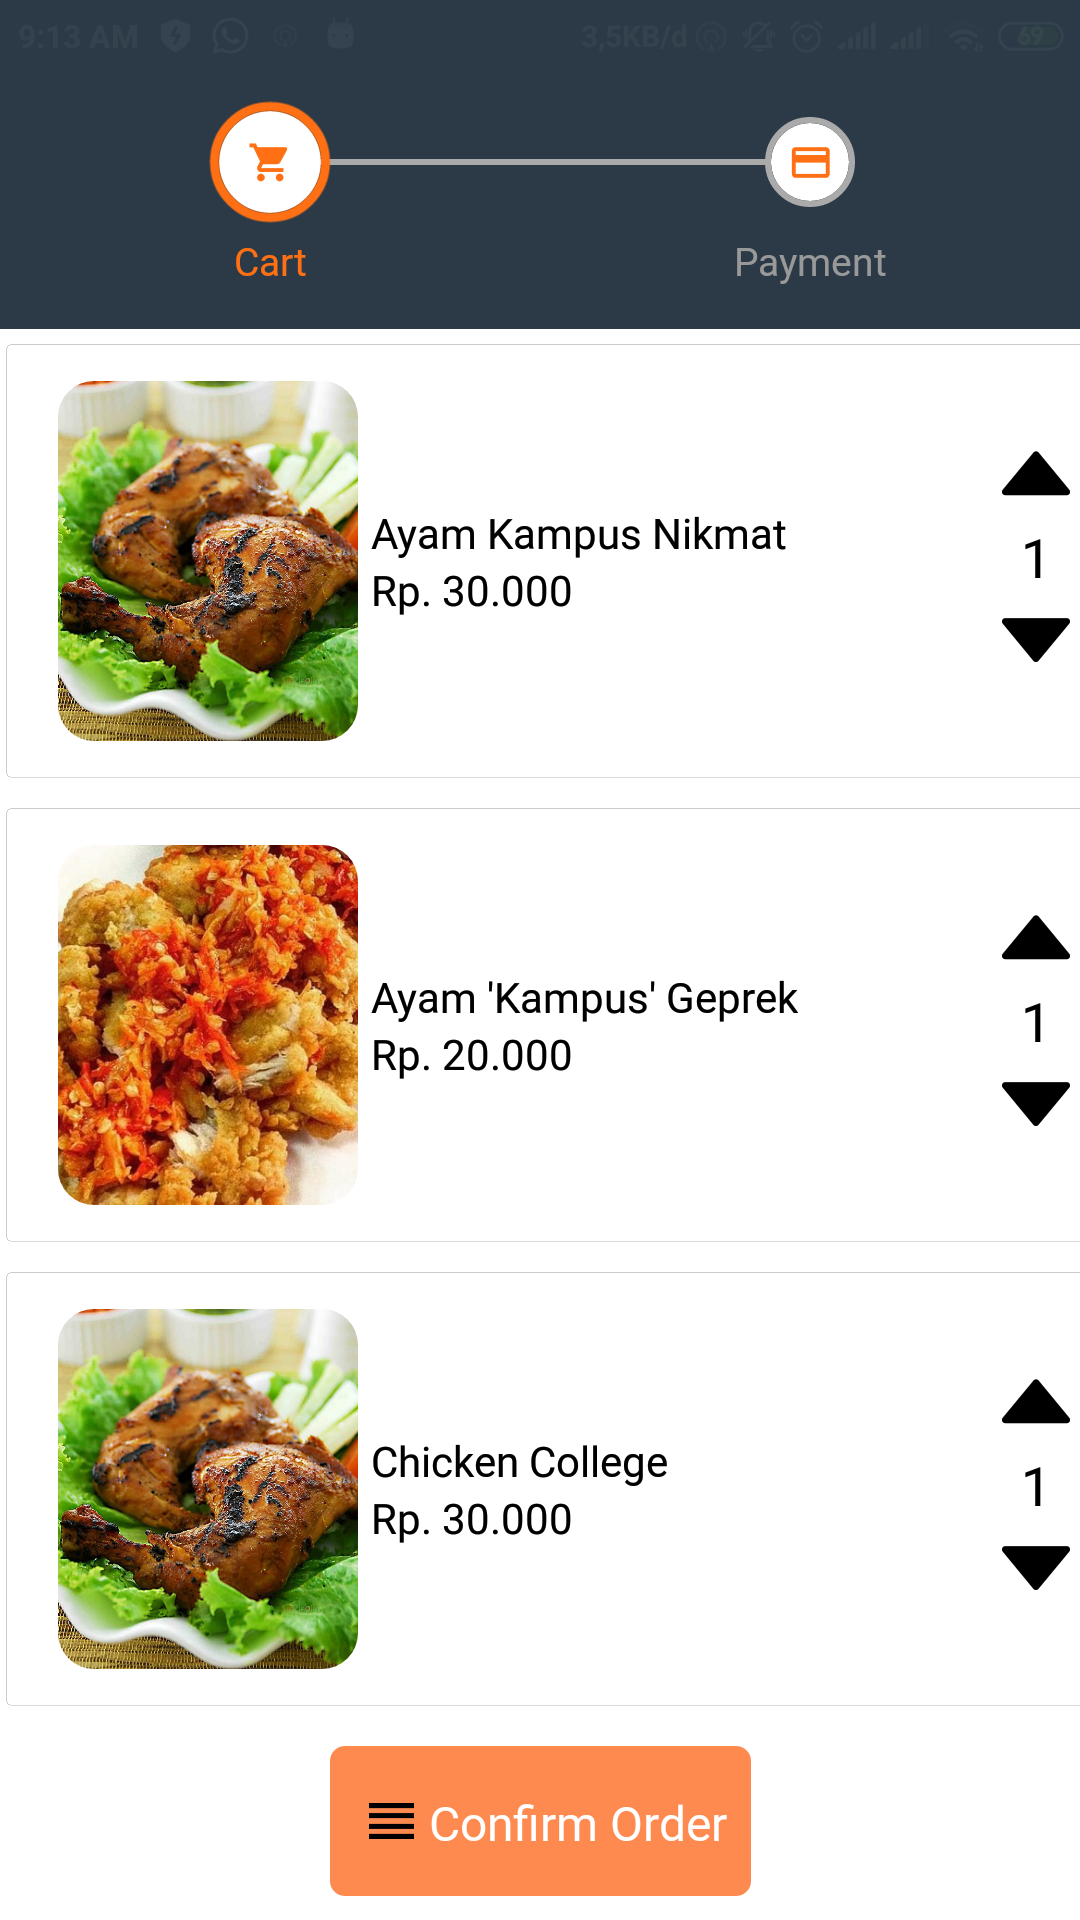 9:13 AM 3,5KB/d 69
Cart Payment
Ayam Kampus Nikmat
Rp. 30.000
1
Ayam 'Kampus' Geprek
Rp. 20.000
1
Chicken College
Rp. 30.000
1
Confirm Order